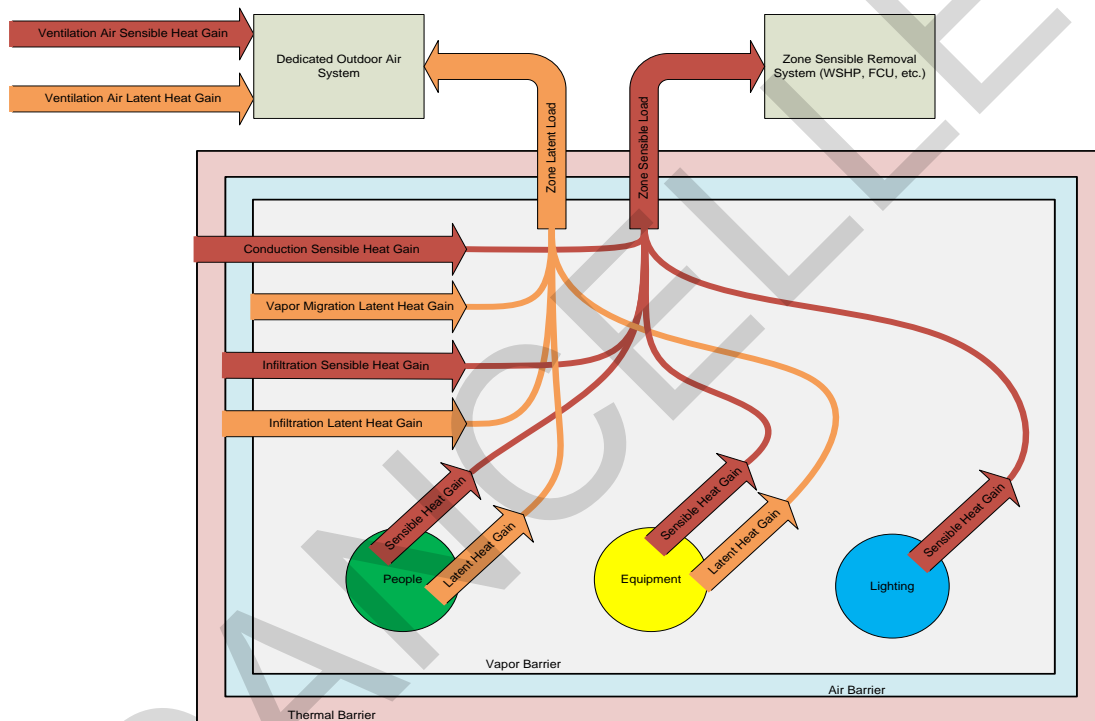 Ventilation Air Sensible Heat Gain
Ventilation Air Latent Heat Gain
Dedicated Outdoor Air
System
Zone Sensible Removal
System (WSHP, FCU, etc.)
Zone Latent Load
Zone Sensible Load
Conduction Sensible Heat Gain
Vapor Migration Latent Heat Gain
Infiltration Sensible Heat Gain
Infiltration Latent Heat Gain
Sensible Heat Gain
Latent Heat Gain
People
Sensible Heat Gain
Latent Heat Gain
Equipment
Sensible Heat Gain
Lighting
Vapor Barrier
Air Barrier
Thermal Barrier